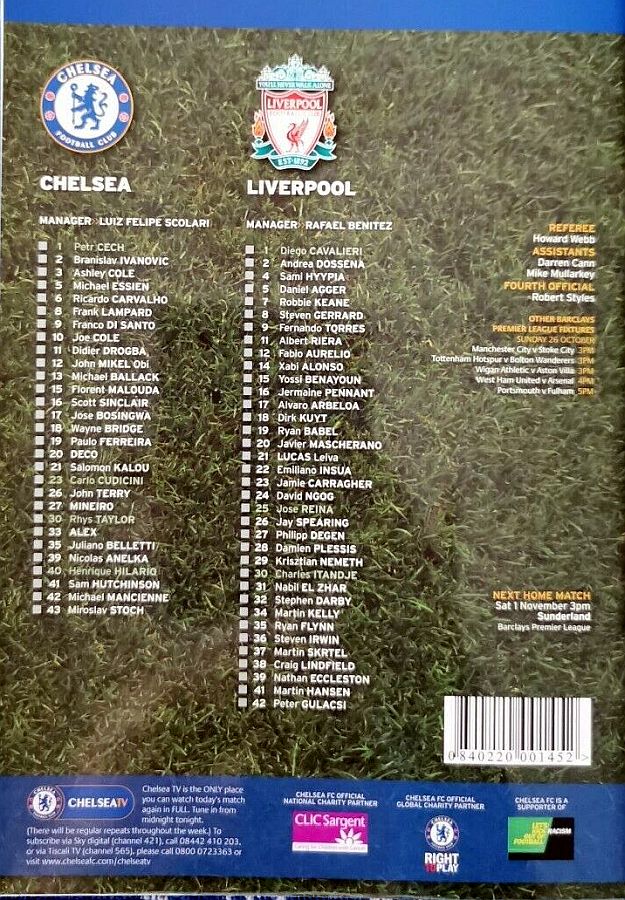 CHELSEA
FOOTBALL CLUB
CHELSEA
MANAGER» LUIZ FELIPE SCOLARI
1 Petr CECH
2 Branislav IVANOVIC
3 Ashley COLE
5 Michael ESSIEN
6 Ricardo CARVALHO
8 Frank LAMPARD
9 Franco DI SANTO
10 Joe COLE
11 Didier DROGBA
12 John MIKEL Obi
13 Michael BALLACK
15 Florent MALOUDA
16 Scott SINCLAIR
17 Jose BOSINGWA
18 Wayne BRIDGE
19 Paulo FERREIRA
20 DECO
21 Salomon KALOU
23 Carlo CUDICINI
26 John TERRY
27 MINEIRO
30 Rhys TAYLOR
33 ALEX
35 Juliano BELLETTI
39 Nicolas ANELKA
40 Henrique HILARIO
41 Sam HUTCHINSON
42 Michael MANCIENNE
43 Miroslav STOCH
YOU'LL NEVER WALK ALONE
LIVERPOOL
FOOTBALL CLUB
EST·1892
LIVERPOOL
MANAGER» RAFAEL BENITEZ
1 Diego CAVALIERI
2 Andrea DOSSENA
4 Sami HYYPIA
5 Daniel AGGER
7 Robbie KEANE
8 Steven GERRARD
9 Fernando TORRES
11 Albert RIERA
12 Fabio AURELIO
14 Xabi ALONSO
15 Yossi BENAYOUN
16 Jermaine PENNANT
17 Alvaro ARBELOA
18 Dirk KUYT
19 Ryan BABEL
20 Javier MASCHERANO
21 LUCAS Leiva
22 Emiliano INSUA
23 Jamie CARRAGHER
24 David NGOG
25 Jose REINA
26 Jay SPEARING
27 Philipp DEGEN
28 Damien PLESSIS
29 Krisztian NEMETH
30 Charles ITANDJE
31 Nabil EL ZHAR
32 Stephen DARBY
34 Martin KELLY
35 Ryan FLYNN
36 Steven IRWIN
37 Martin SKRTEL
38 Craig LINDFIELD
39 Nathan ECCLESTON
41 Martin HANSEN
42 Peter GULACSI
REFEREE
Howard Webb
ASSISTANTS
Darren Cann
Mike Mullarkey
FOURTH OFFICIAL
Robert Styles
OTHER BARCLAYS
PREMIER LEAGUE FIXTURES
SUNDAY 26 OCTOBER
Manchester City v Stoke City 3PM
Tottenham Hotspur v Bolton Wanderers 3PM
Wigan Athletic v Aston Villa 3PM
West Ham United v Arsenal 4PM
Portsmouth v Fulham 5PM
NEXT HOME MATCH
Sat 1 November 3pm
Sunderland
Barclays Premier League
0 840220 001452 >
CHELSEATV
Chelsea TV is the ONLY place
you can watch today's match
again in FULL. Tune in from
midnight tonight.
(There will be regular repeats throughout the week.) To
subscribe via Sky digital (channel 421), call 08442 410 203,
or via Tiscali TV (channel 565), please call 0800 0723363 or
visit www.chelseafc.com/chelseatv
CHELSEA FC OFFICIAL
NATIONAL CHARITY PARTNER
CLIC Sargent
Caring for Children with Cancer
CHELSEA FC OFFICIAL
GLOBAL CHARITY PARTNER
RIGHT
TO PLAY
CHELSEA FC IS A
SUPPORTER OF
LET'S
KICK RACISM
OUT OF
FOOTBALL